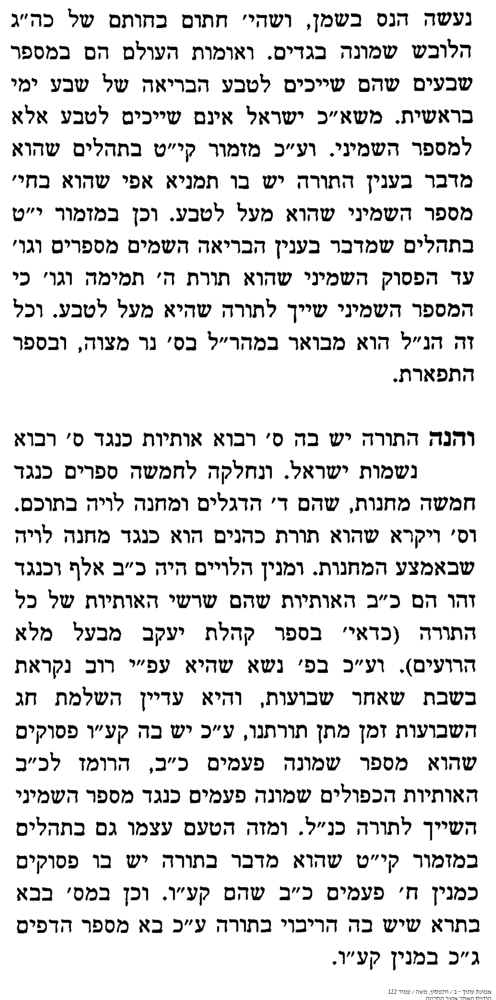 נעשה הנס בשמן, ושהי׳ חתום בחותם של כה״ג
הלובש שמונה בגדים. ואומות העולם הם במספר
שבעים שהם שייכים לטבע הבריאה של שבע ימי
בראשית. משא״כ ישראל אינם שייכים לטבע אלא
למספר השמיני. וע״כ מזמור קי״ט בתהלים שהוא
מדבר בענין התורה יש בו תמניא אפי שהוא בחי׳
מספר השמיני שהוא מעל לטבע. וכן במזמור י״ט
בתהלים שמדבר בענין הבריאה השמים מספרים וגו׳
עד הפסוק השמיני שהוא תורת ה׳ תמימה וגו׳ כי
המספר השמיני שייך לתורה שהיא מעל לטבע. וכל
זה הנ״ל הוא מבואר במהר״ל בס׳ נר מצוה, ובספר
התפארת.
והנה התורה יש בה ס׳ רבוא אותיות כנגד ס׳ רבוא
נשמות ישראל. ונחלקה לחמשה ספרים כנגד
חמשה מחנות, שהם ד׳ הדגלים ומחנה לויה בתוכם.
וס׳ ויקרא שהוא תורת כהנים הוא כנגד מחנה לויה
שבאמצע המחנות. ומנין הלויים היה כ״ב אלף וכנגד
זהו הם כ״ב האותיות שהם שרשי האותיות של כל
התורה (כדאי׳ בספר קהלת יעקב מבעל מלא
הרועים). וע״כ בפ׳ נשא שהיא עפ״י רוב נקראת
בשבת שאחר שבועות, והיא עדיין השלמת חג
השבועות זמן מתן תורתנו, ע״כ יש בה קע״ו פסוקים
שהוא מספר שמונה פעמים כ״ב, הרומז לכ״ב
האותיות הכפולים שמונה פעמים כנגד מספר השמיני
השייך לתורה כנ״ל. ומזה הטעם עצמו גם בתהלים
במזמור קי״ט שהוא מדבר בתורה יש בו פסוקים
כמנין ח׳ פעמים כ״ב שהם קע״ו. וכן במס׳ בבא
בתרא שיש בה הריבוי בתורה ע״כ בא מספר הדפים
ג״כ במנין קע״ו.
אמונת עתיך - ב / וולפסון, משה / עמוד 122
הודפס מאתר אוצר החכמה